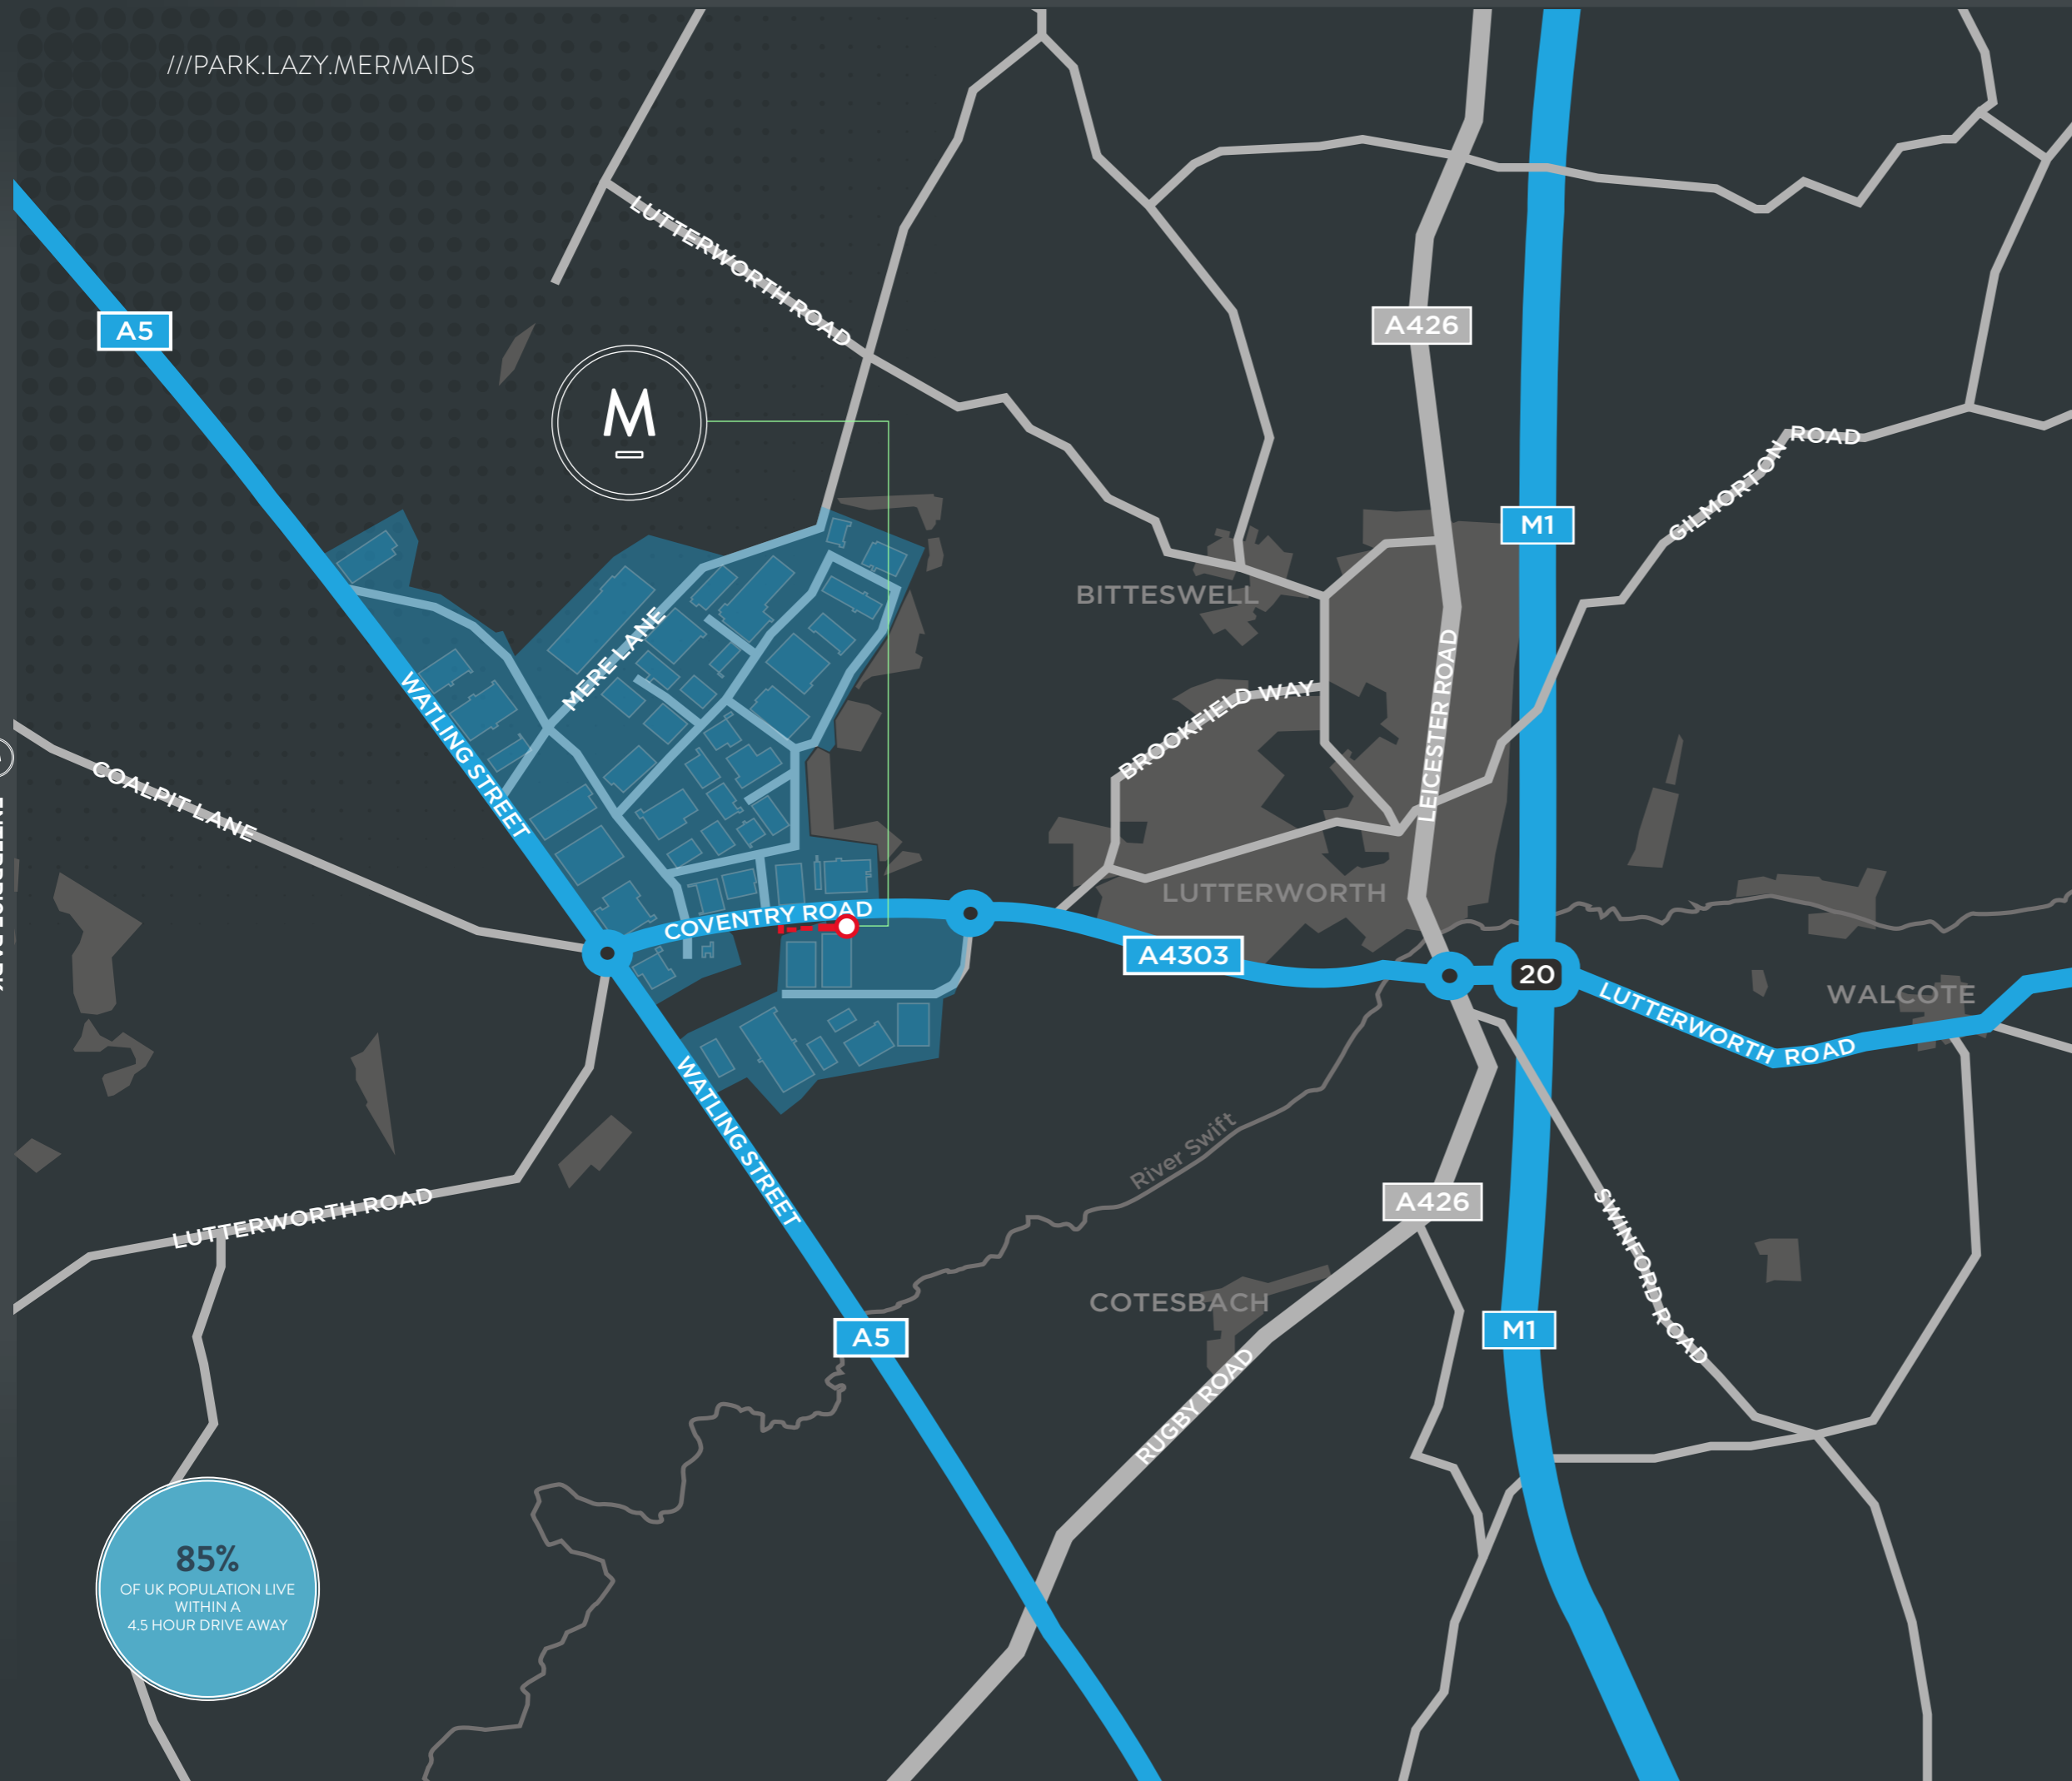 ///PARK.LAZY.MERMAIDS
LUTTERWORTH ROAD
A5
A426
M
GILMORTON ROAD
M1
BITTESWELL
MERE LANE
LEICESTER ROAD
BROOKFIELD WAY
WATLING STREET
COALPIT LANE
LUTTERWORTH
COVENTRY ROAD
A4303
20
WALCOTE
LUTTERWORTH ROAD
WATLING STREET
River Swift
A426
LUTTERWORTH ROAD
SWINFORD ROAD
COTESBACH
M1
A5
RUGBY ROAD
85%
OF UK POPULATION LIVE
WITHIN A
4.5 HOUR DRIVE AWAY